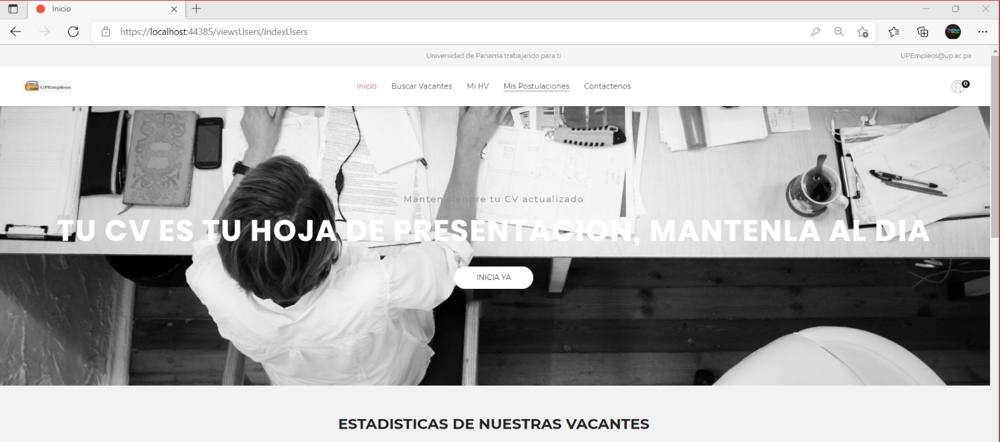 Inicio
https://localhost:44385/viewsUsers/indexUsers
Universidad de Panama trabajando para ti
UPEmpleos@up.ac.pa
UPEmpleos
Inicio
Buscar Vacantes
Mi HV
Mis Postulaciones
Contactenos
0
Manten sienpre tu CV actualizado
TU CV ES TU HOJA DE PRESENTACION, MANTENLA AL DIA
INICIA YA
ESTADISTICAS DE NUESTRAS VACANTES